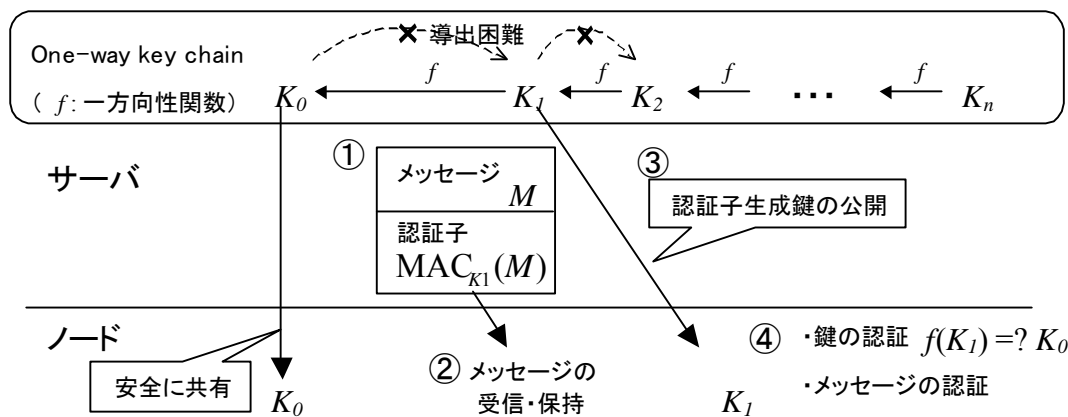 導出困難
One-way key chain
( f: 一方向性関数)
f f f f
K0 K1 K2 ・・・ Kn
サーバ
① メッセージ M
認証子
MACK1(M)
③
認証子生成鍵の公開
ノード
安全に共有
K0
② メッセージの
受信・保持
K1
④ ・鍵の認証 f(K1) =? K0
・メッセージの認証